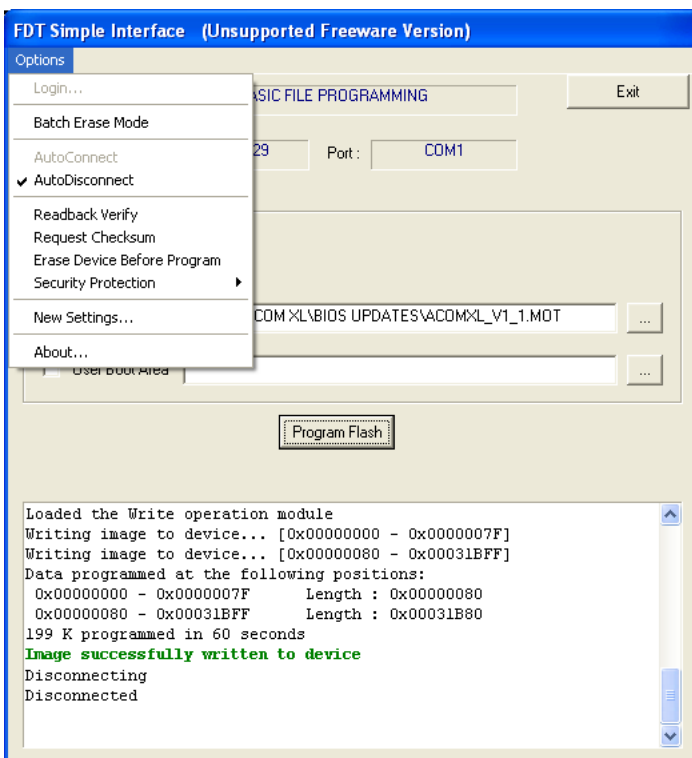 FDT Simple Interface (Unsupported Freeware Version)
Options
Login...
Batch Erase Mode
AutoConnect
AutoDisconnect
Readback Verify
Request Checksum
Erase Device Before Program
Security Protection
New Settings...
About...
ASIC FILE PROGRAMMING
Exit
29 Port : COM1
COM XL\BIOS UPDATES\ACOMXL_V1_1.MOT ...
User Boot Area ...
Program Flash
Loaded the Write operation module
Writing image to device... [0x00000000 - 0x0000007F]
Writing image to device... [0x00000080 - 0x00031BFF]
Data programmed at the following positions:
0x00000000 - 0x0000007F Length : 0x00000080
0x00000080 - 0x00031BFF Length : 0x00031B80
199 K programmed in 60 seconds
Image successfully written to device
Disconnecting
Disconnected